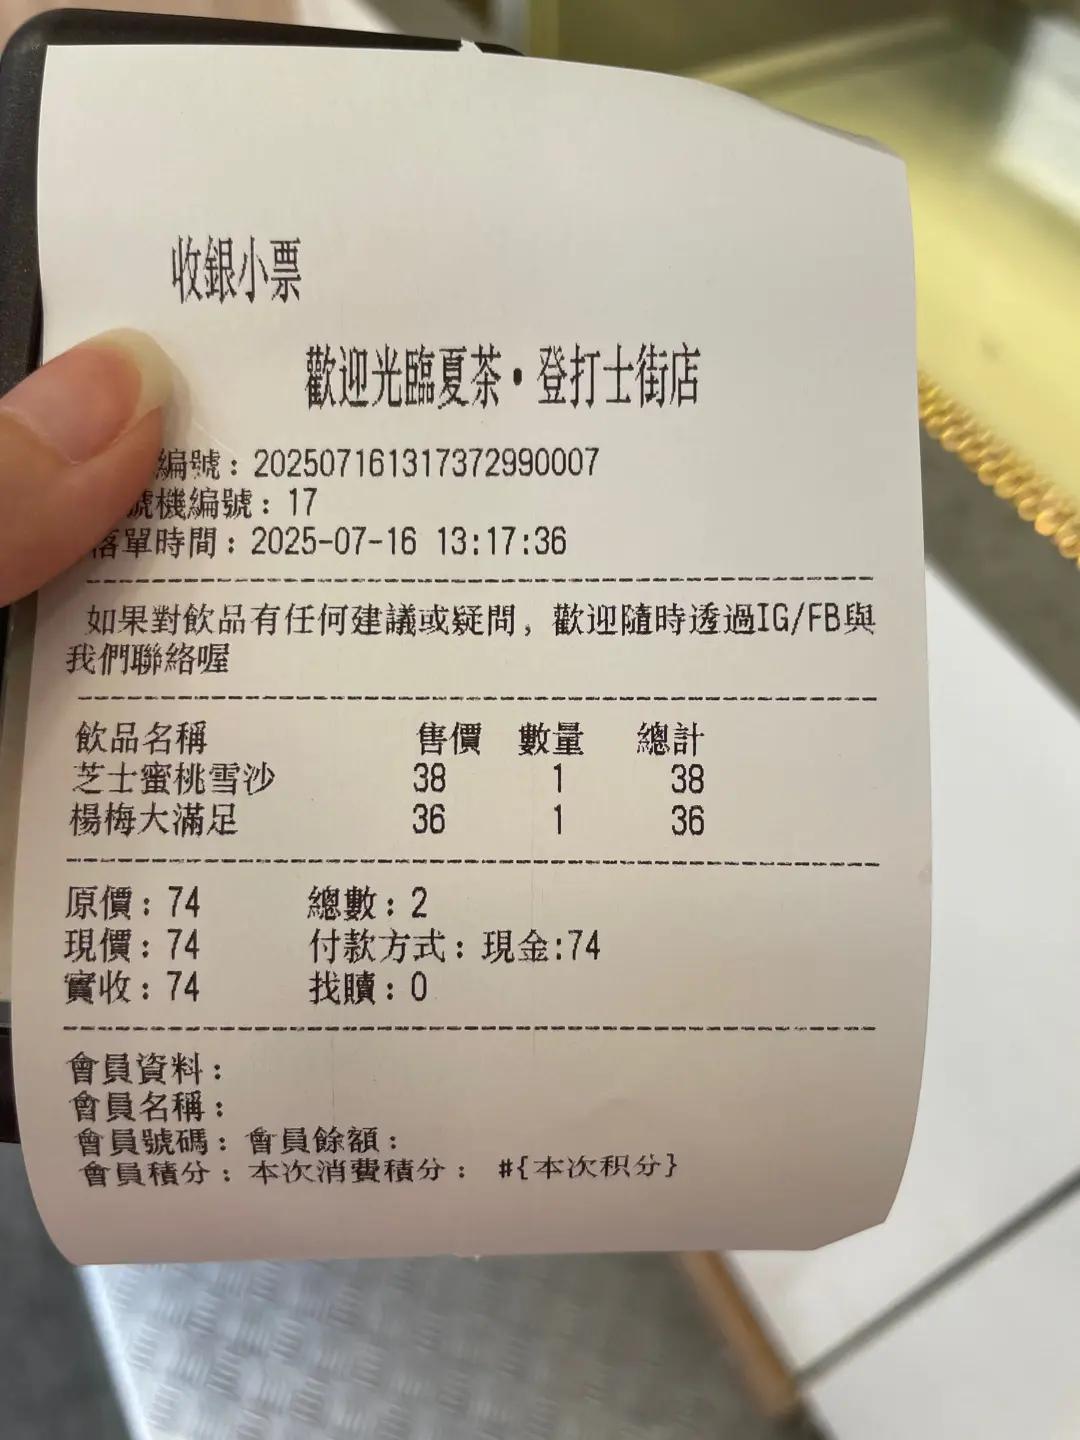 收銀小票
歡迎光臨夏茶•登打士街店
編號：202507161317372990007
號機編號：17
落單時間：2025-07-16 13:17:36
如果對飲品有任何建議或疑問，歡迎隨時透過IG/FB與
我們聯絡喔
飲品名稱 售價 數量 總計
芝士蜜桃雪沙 38 1 38
楊梅大滿足 36 1 36
原價：74 總數：2
現價：74 付款方式：現金:74
實收：74 找贖：0
會員資料：
會員名稱：
會員號碼：會員餘額：
會員積分：本次消費積分： #{本次积分}